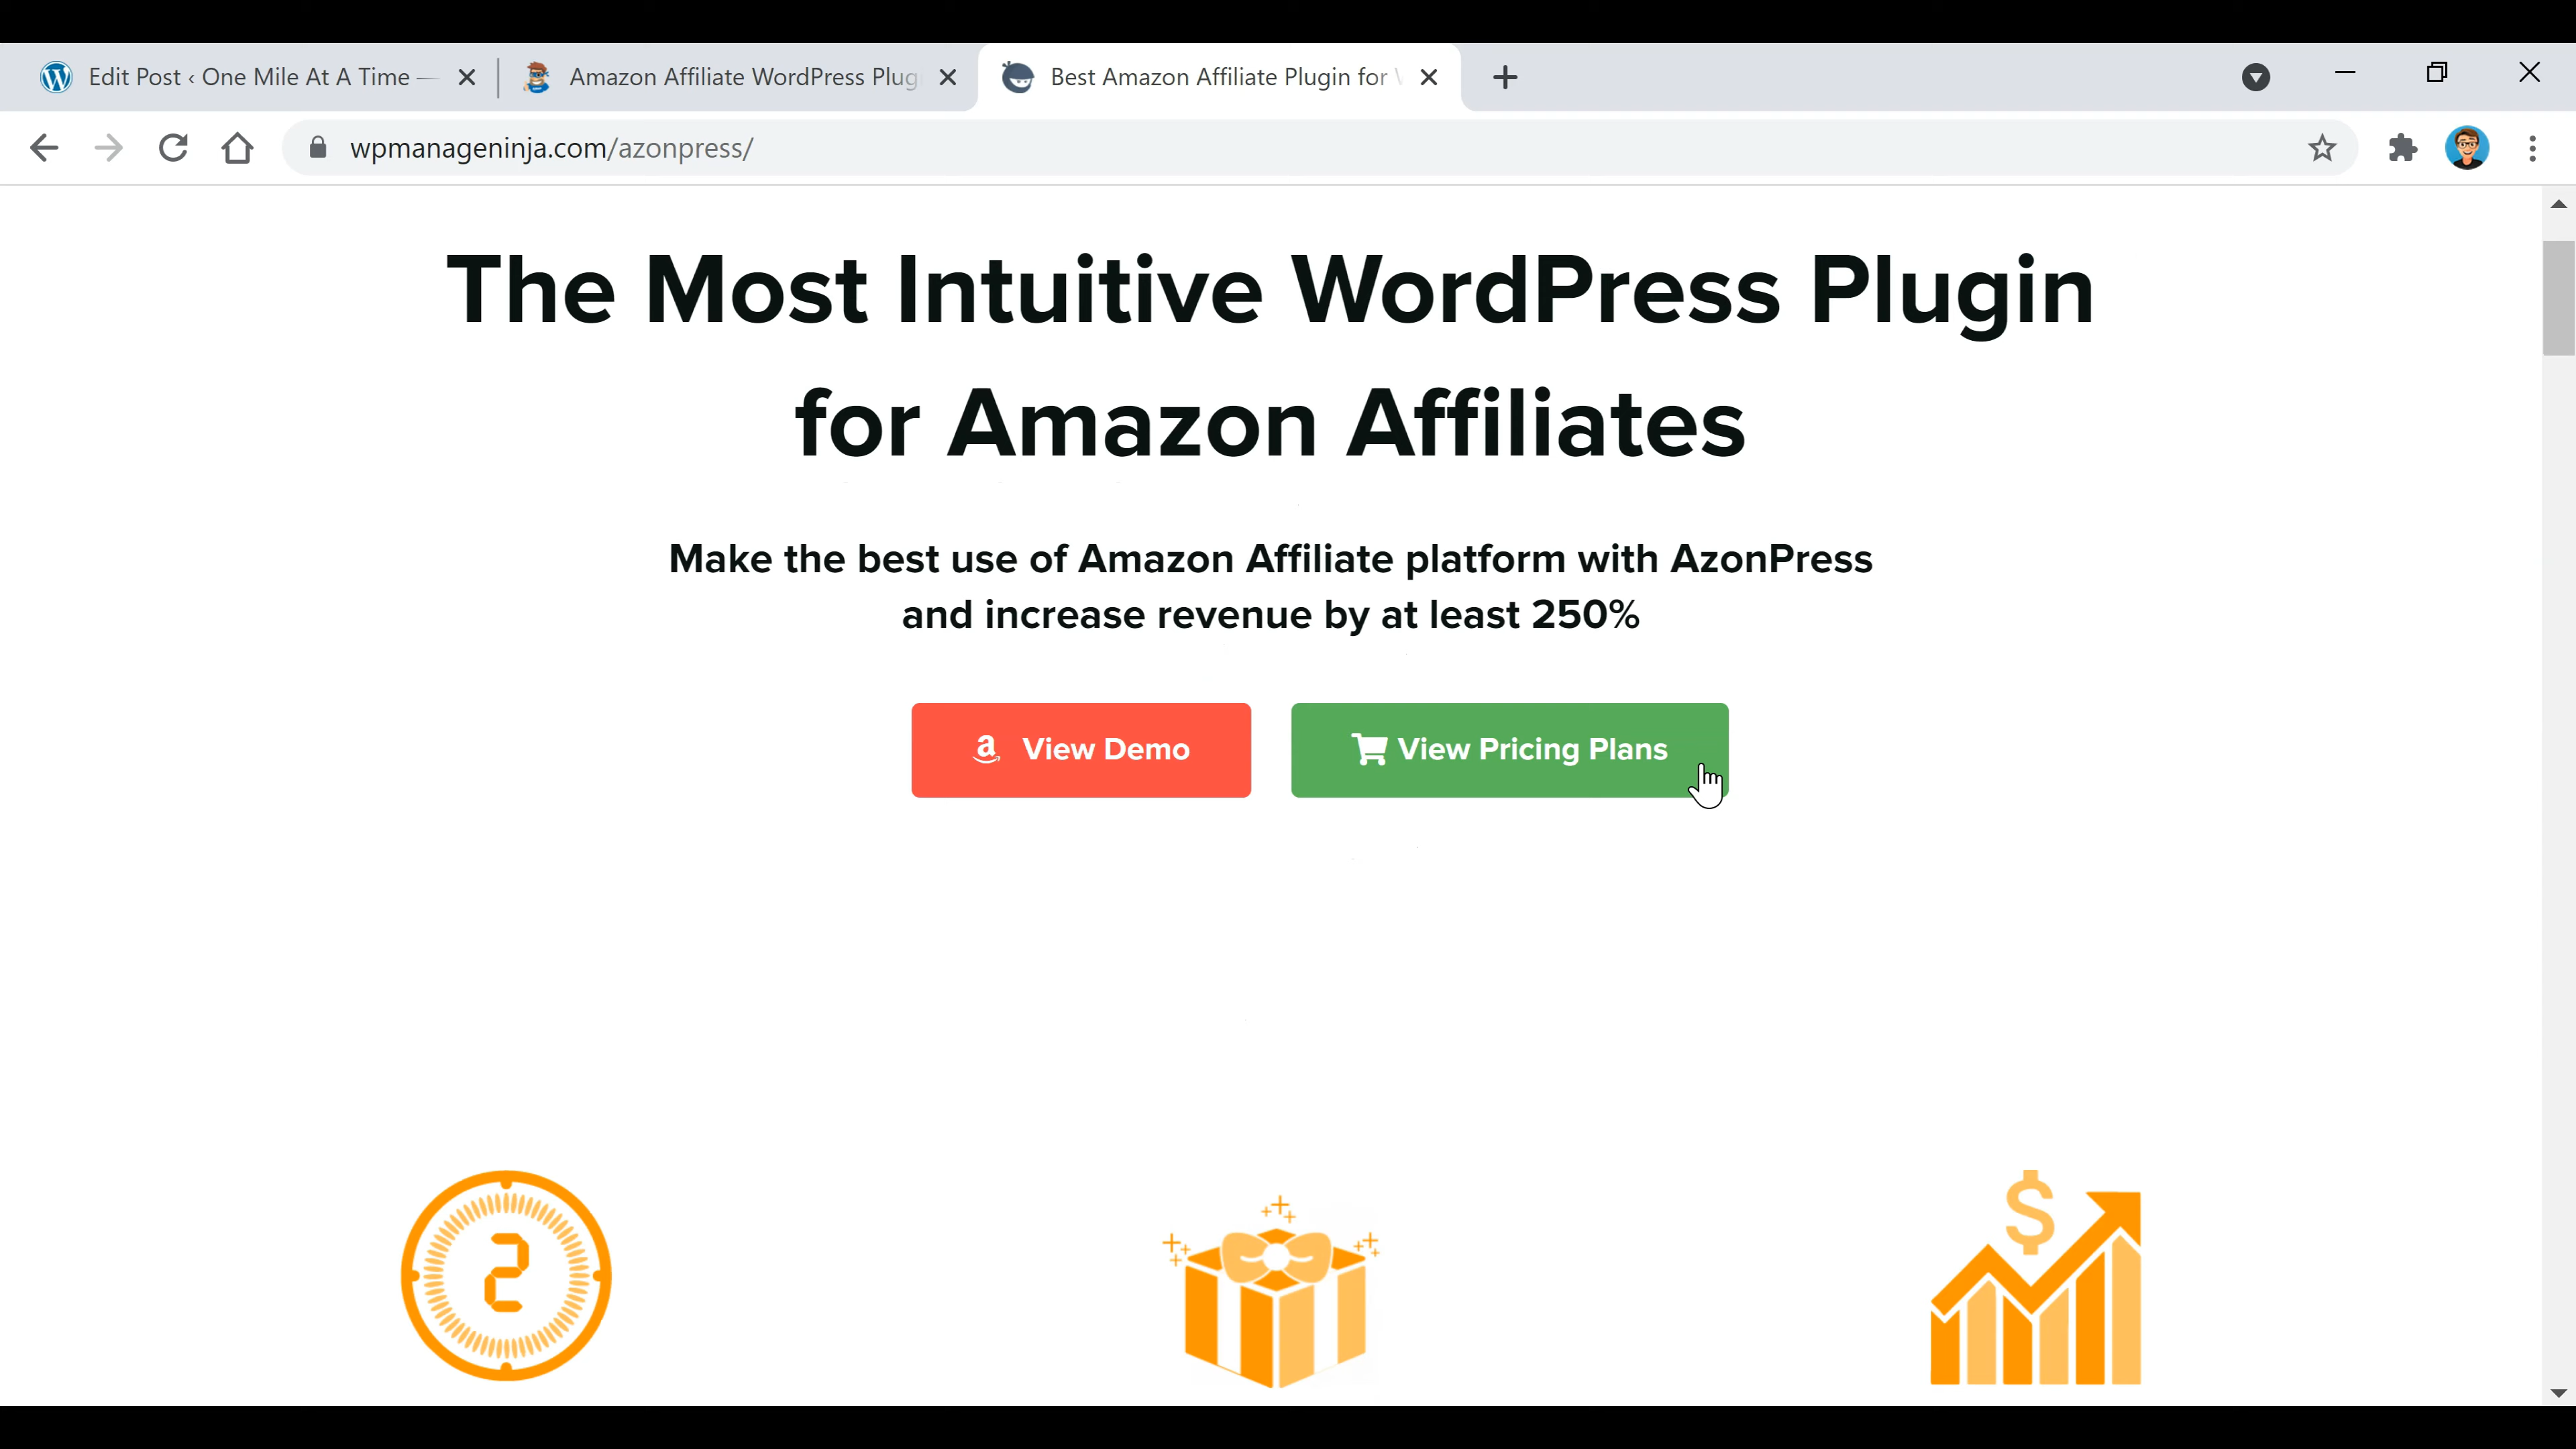 Edit Post ‹ One Mile At A Time —
Amazon Affiliate WordPress Plug
Best Amazon Affiliate Plugin for
wpmanageninja.com/azonpress/
The Most Intuitive WordPress Plugin
for Amazon Affiliates
Make the best use of Amazon Affiliate platform with AzonPress
and increase revenue by at least 250%
a View Demo
View Pricing Plans
2
$